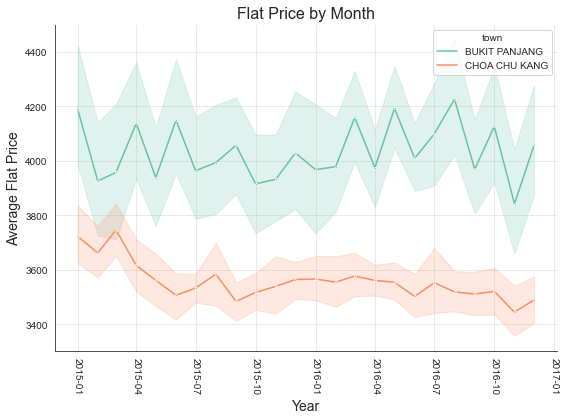 Flat Price by Month
town
BUKIT PANJANG
CHOA CHU KANG
Average Flat Price
4400
4200
4000
3800
3600
3400
2015-01
2015-04
2015-07
2015-10
2016-01
2016-04
2016-07
2016-10
2017-01
Year